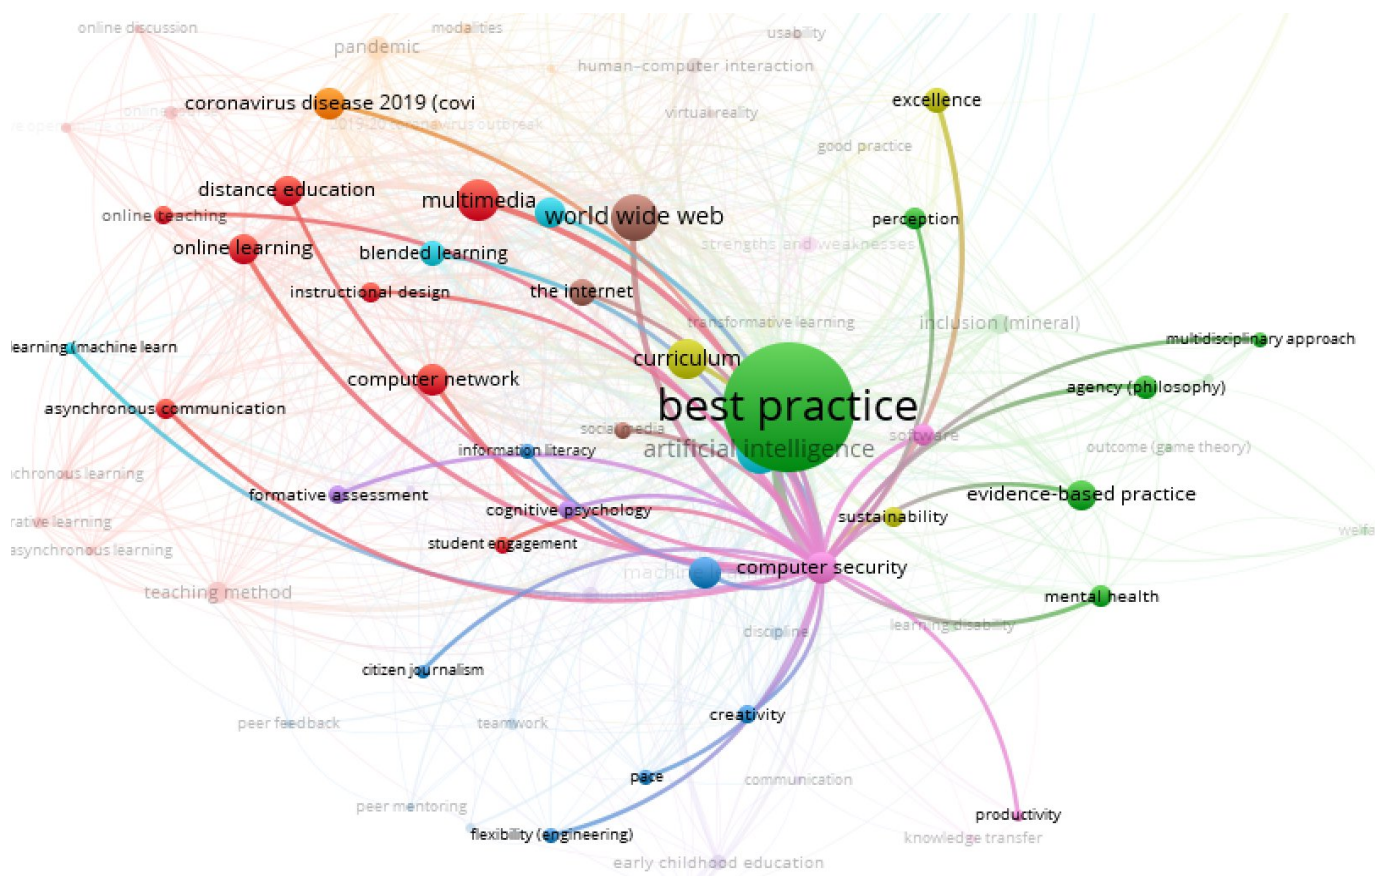 online discussion
modalities
usability
pandemic
human–computer interaction
coronavirus disease 2019 (covi
excellence
virtual reality
2019-20 coronavirus outbreak
good practice
distance education
multimedia
world wide web
online teaching
perception
online learning
blended learning
strengths and weaknesses
instructional design
the internet
transformative learning
inclusion (mineral)
multidisciplinary approach
learning (machine learn
curriculum
computer network
agency (philosophy)
best practice
asynchronous communication
social media
software
artificial intelligence
information literacy
outcome (game theory)
chronous learning
formative assessment
evidence-based practice
cognitive psychology
sustainability
rative learning
welfa
student engagement
asynchronous learning
computer security
teaching method
mental health
learning disability
discipline
citizen journalism
creativity
peer feedback
teamwork
pace
communication
peer mentoring
productivity
flexibility (engineering)
knowledge transfer
early childhood education